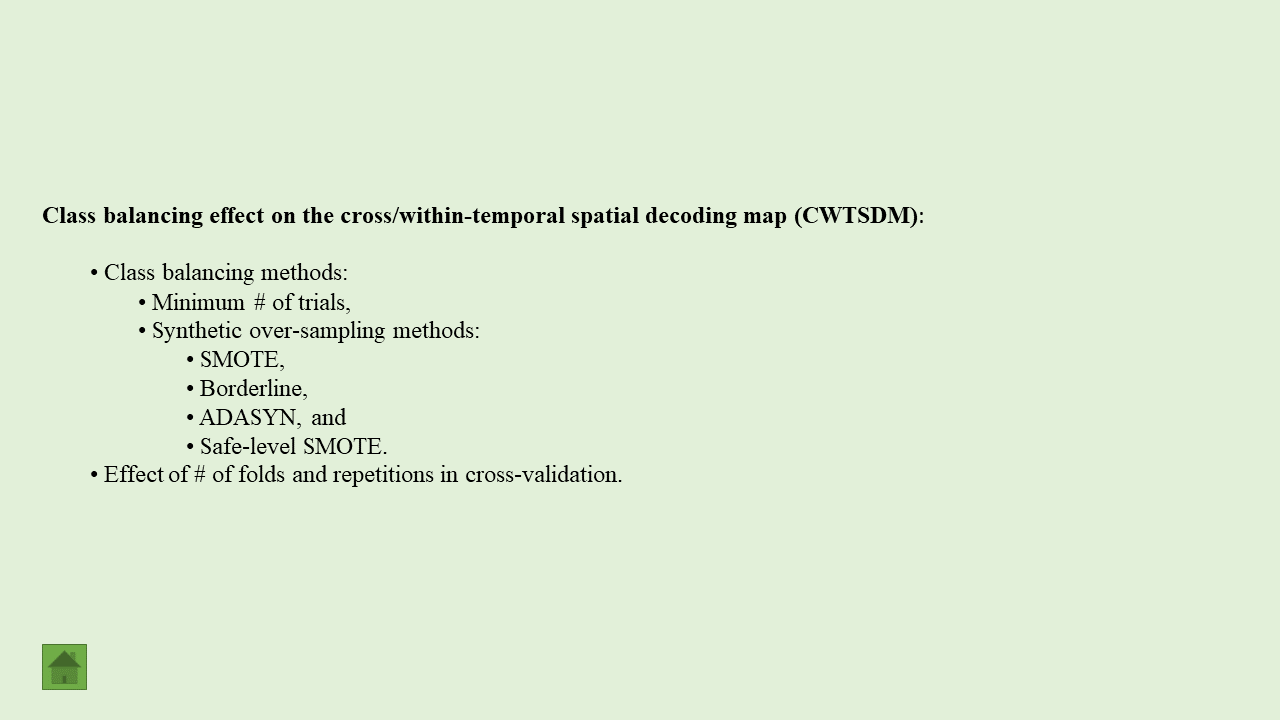 Class balancing effect on the cross/within-temporal spatial decoding map (CWTSDM):
• Class balancing methods:
• Minimum # of trials,
• Synthetic over-sampling methods:
• SMOTE,
• Borderline,
• ADASYN, and
• Safe-level SMOTE.
• Effect of # of folds and repetitions in cross-validation.